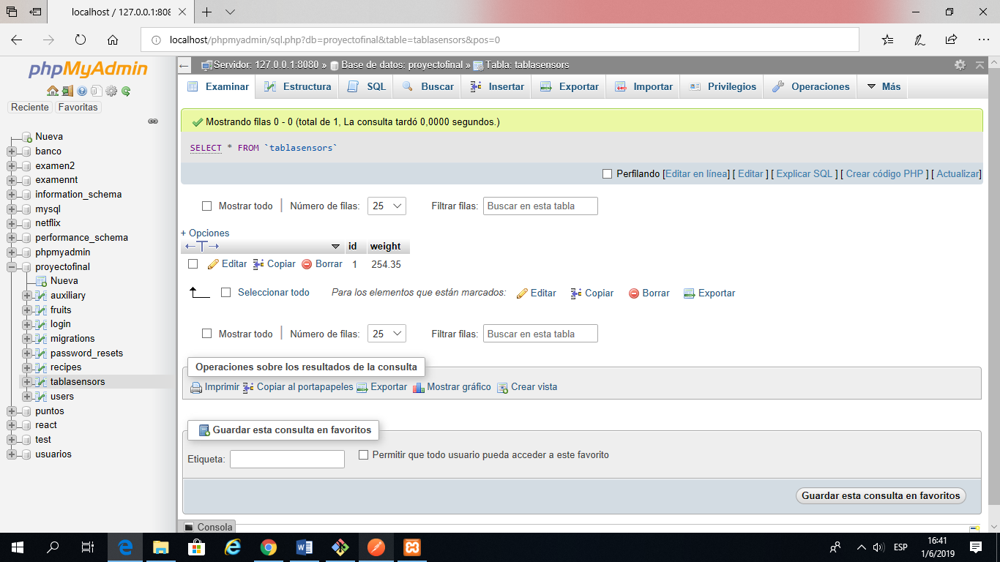 localhost / 127.0.0.1:808
localhost/phpmyadmin/sql.php?db=proyectofinal&table=tablasensors&pos=0
phpMyAdmin
Reciente Favoritas
Nueva
banco
examen2
examennt
information_schema
mysql
netflix
performance_schema
phpmyadmin
proyectofinal
Nueva
auxiliary
fruits
login
migrations
password_resets
recipes
tablasensors
users
puntos
react
test
usuarios
Servidor: 127.0.0.1:8080 » Base de datos: proyectofinal » Tabla: tablasensors
Examinar Estructura SQL Buscar Insertar Exportar Importar Privilegios Operaciones Más
Mostrando filas 0 - 0 (total de 1, La consulta tardó 0,0000 segundos.)
SELECT * FROM `tablasensors`
Perfilando [Editar en línea] [ Editar ] [ Explicar SQL ] [ Crear código PHP ] [ Actualizar]
Mostrar todo | Número de filas: 25 Filtrar filas: Buscar en esta tabla
+ Opciones
←T→ id weight
Editar Copiar Borrar 1 254.35
Seleccionar todo Para los elementos que están marcados: Editar Copiar Borrar Exportar
Mostrar todo | Número de filas: 25 Filtrar filas: Buscar en esta tabla
Operaciones sobre los resultados de la consulta
Imprimir Copiar al portapapeles Exportar Mostrar gráfico Crear vista
Guardar esta consulta en favoritos
Etiqueta: Permitir que todo usuario pueda acceder a este favorito
Guardar esta consulta en favoritos
Consola
ESP
16:41
1/6/2019